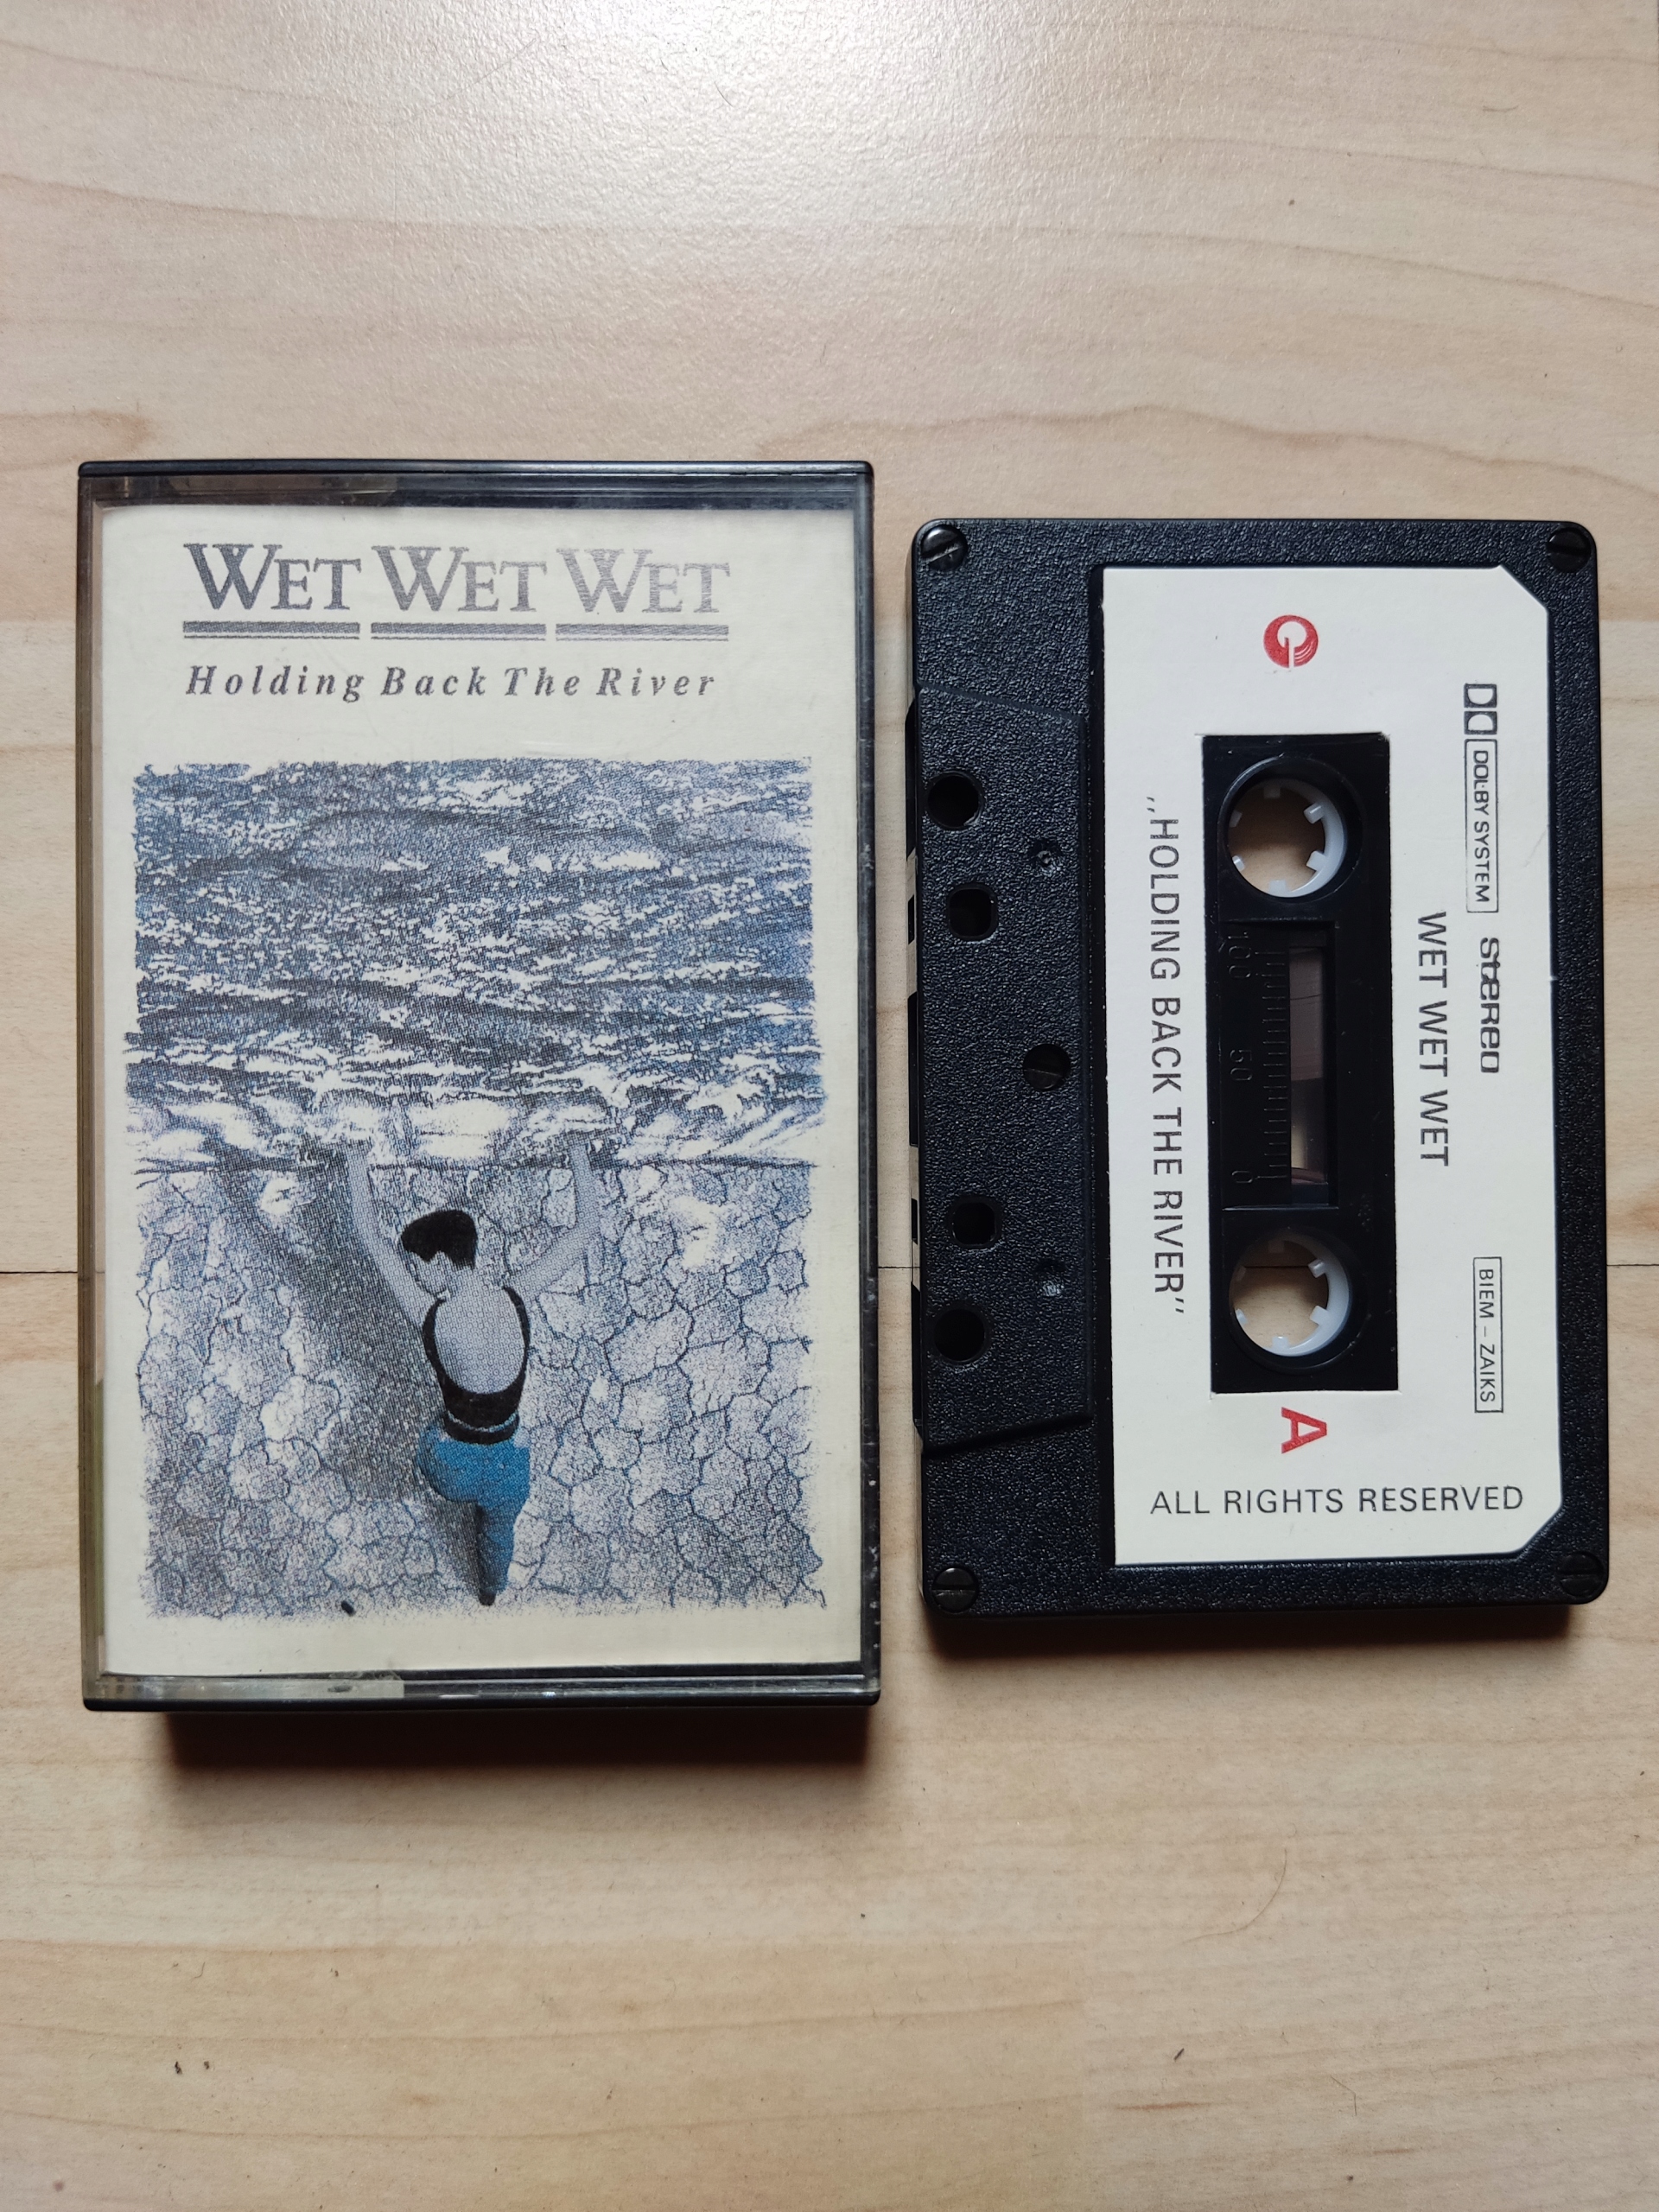 WET WET WET
Holding Back The River
DOLBY SYSTEM Stereo BIEM - ZAIKS
WET WET WET
100 50 0
A
„HOLDING BACK THE RIVER”
ALL RIGHTS RESERVED